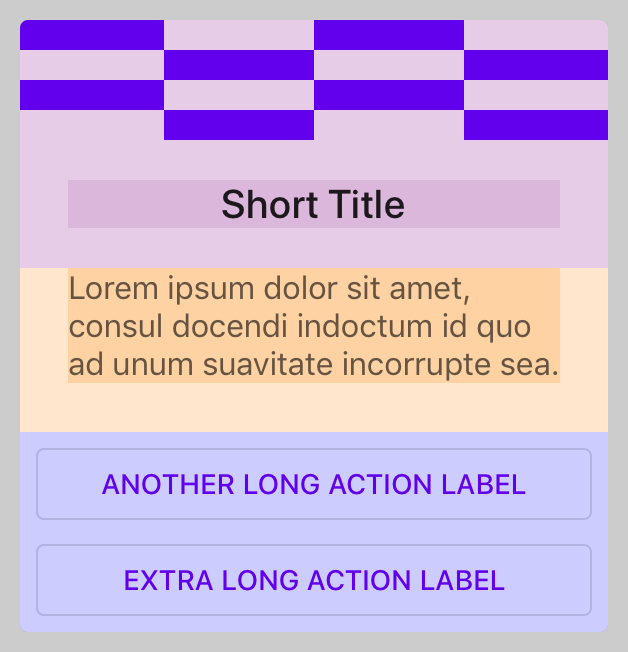 Short Title
Lorem ipsum dolor sit amet,
consul docendi indoctum id quo
ad unum suavitate incorrupte sea.
ANOTHER LONG ACTION LABEL
EXTRA LONG ACTION LABEL